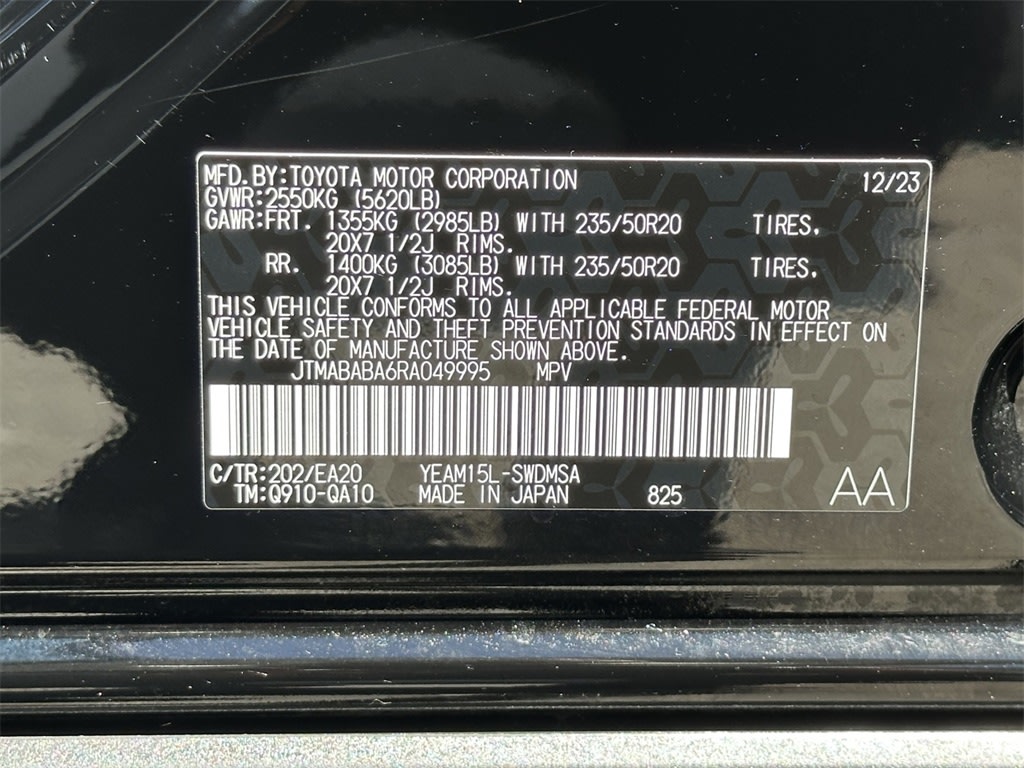 MFD.BY:TOYOTA MOTOR CORPORATION 12/23
GVWR:2550KG (5620LB)
GAWR:FRT. 1355KG (2985LB) WITH 235/50R20 TIRES,
20X7 1/2J RIMS.
RR. 1400KG (3085LB) WITH 235/50R20 TIRES,
20X7 1/2J RIMS.
THIS VEHICLE CONFORMS TO ALL APPLICABLE FEDERAL MOTOR
VEHICLE SAFETY AND THEFT PREVENTION STANDARDS IN EFFECT ON
THE DATE OF MANUFACTURE SHOWN ABOVE.
JTMABABA6RA049995 MPV
C/TR:202/EA20 YEAM15L-SWDMSA
TM:Q910-QA10 MADE IN JAPAN 825 AA